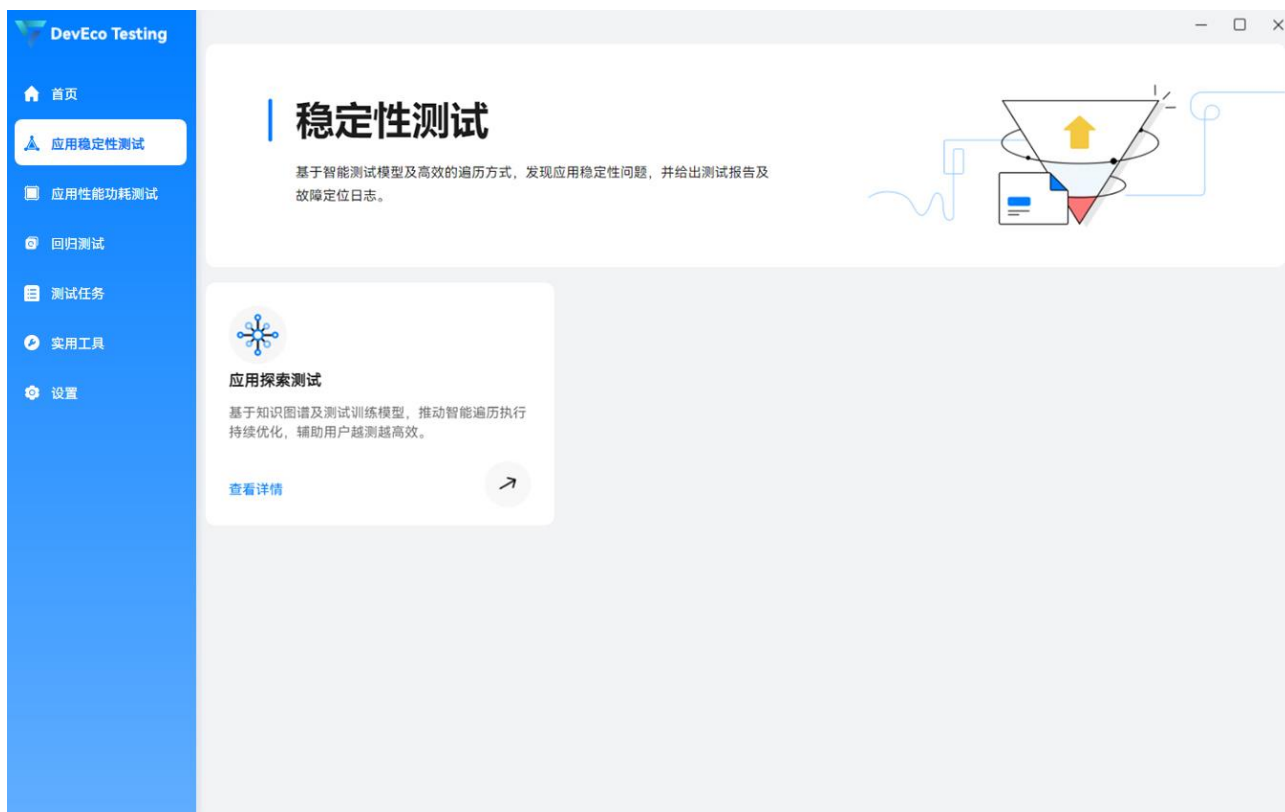 DevEco Testing
首页
应用稳定性测试
应用性能功耗测试
回归测试
测试任务
实用工具
设置
稳定性测试
基于智能测试模型及高效的遍历方式，发现应用稳定性问题，并给出测试报告及
故障定位日志。
应用探索测试
基于知识图谱及测试训练模型，推动智能遍历执行
持续优化，辅助用户越测越高效。
查看详情